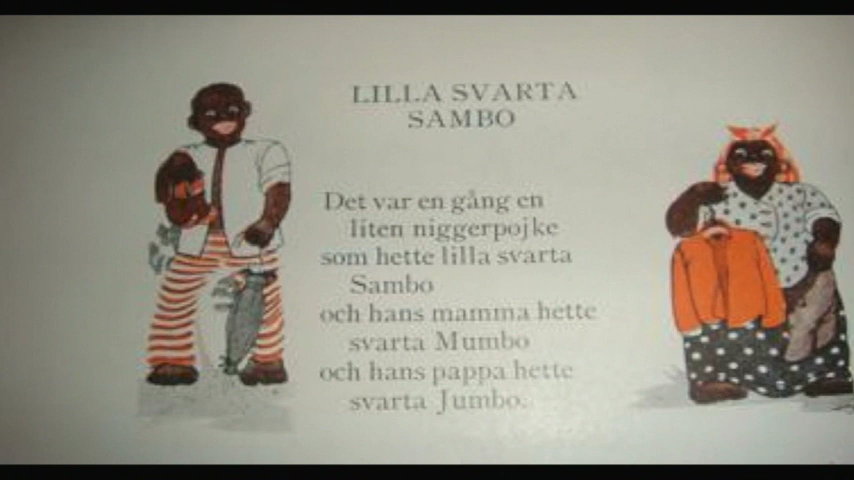 LILLA SVARTA
SAMBO
Det var en gång en
liten niggerpojke
som hette lilla svarta
Sambo
och hans mamma hette
svarta Mumbo
och hans pappa hette
svarta Jumbo.